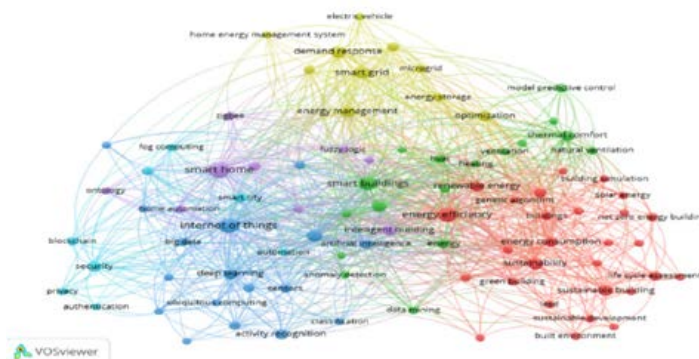 electric vehicle
home energy management system
demand response
smart grid
microgrid
model predictive control
energy storage
energy management
optimization
zigbee
thermal comfort
fog computing
fuzzy logic
ventilation
natural ventilation
heating
smart home
building simulation
smart buildings
renewable energy
ontology
smart city
genetic algorithm
solar energy
home automation
energy efficiency
buildings
net zero energy building
internet of things
intelligent building
blockchain
big data
artificial intelligence
energy
energy consumption
automation
security
sustainability
deep learning
anomaly detection
life cycle assessment
privacy
sensors
green building
sustainable building
authentication
ubiquitous computing
data mining
leed
classification
sustainable development
activity recognition
built environment
VOSviewer